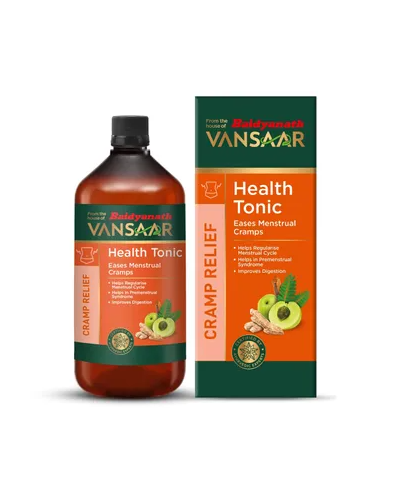 From the
house of
Baidyanath
VANSAAR
Health Tonic
Eases Menstrual
Cramps
• Helps Regularise
Menstrual Cycle
• Helps in Premenstrual
Syndrome
• Improves Digestion
CRAMP RELIEF
From the
house of
Baidyanath
VANSAAR
Health
Tonic
Eases Menstrual
Cramps
• Helps Regularise
Menstrual Cycle
• Helps in Premenstrual
Syndrome
• Improves Digestion
CRAMP RELIEF